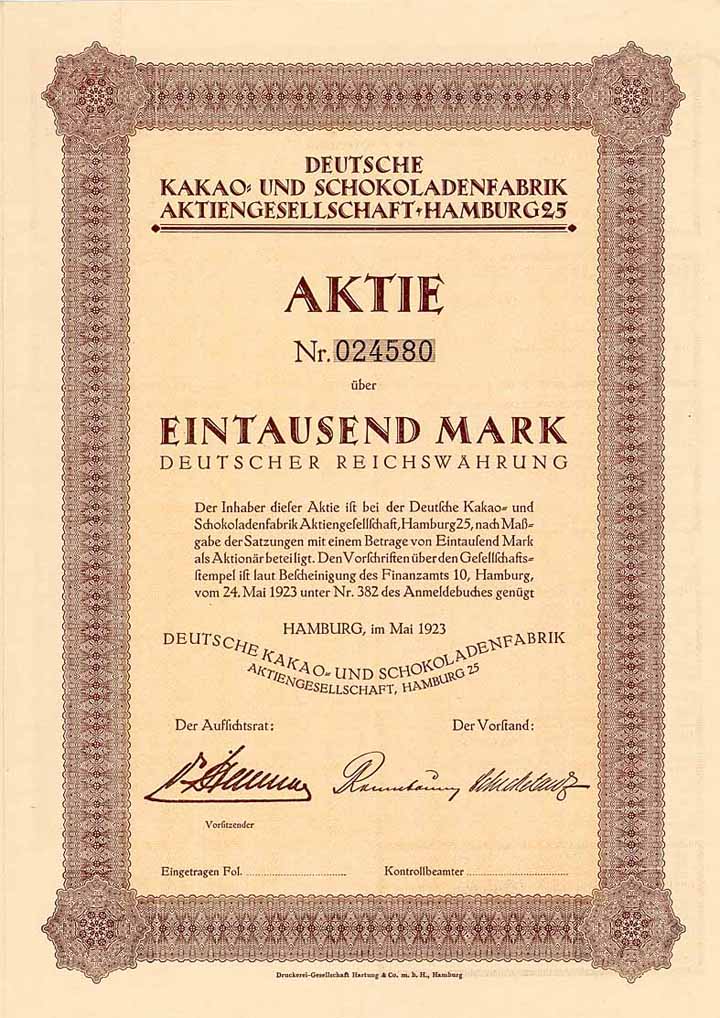 DEUTSCHE
KAKAO- UND SCHOKOLADENFABRIK
AKTIENGESELLSCHAFT · HAMBURG 25
AKTIE
Nr. 024580
über
EINTAUSEND MARK
DEUTSCHER REICHSWÄHRUNG
Der Inhaber dieſer Aktie iſt bei der Deutſche Kakao- und
Schokoladenfabrik Aktiengeſellſchaft, Hamburg 25, nach Maß-
gabe der Satzungen mit einem Betrage von Eintauſend Mark
als Aktionär beteiligt. Den Vorſchriften über den Geſellſchafts-
ſtempel iſt laut Beſcheinigung des Finanzamts 10, Hamburg,
vom 24. Mai 1923 unter Nr. 382 des Anmeldebuches genügt
HAMBURG, im Mai 1923
DEUTSCHE KAKAO- UND SCHOKOLADENFABRIK
AKTIENGESELLSCHAFT, HAMBURG 25
Der Aufſichtsrat: Der Vorſtand:
Vorſitzender
Eingetragen Fol. Kontrollbeamter
Druckerei-Gesellschaft Hartung & Co. m. b. H., Hamburg